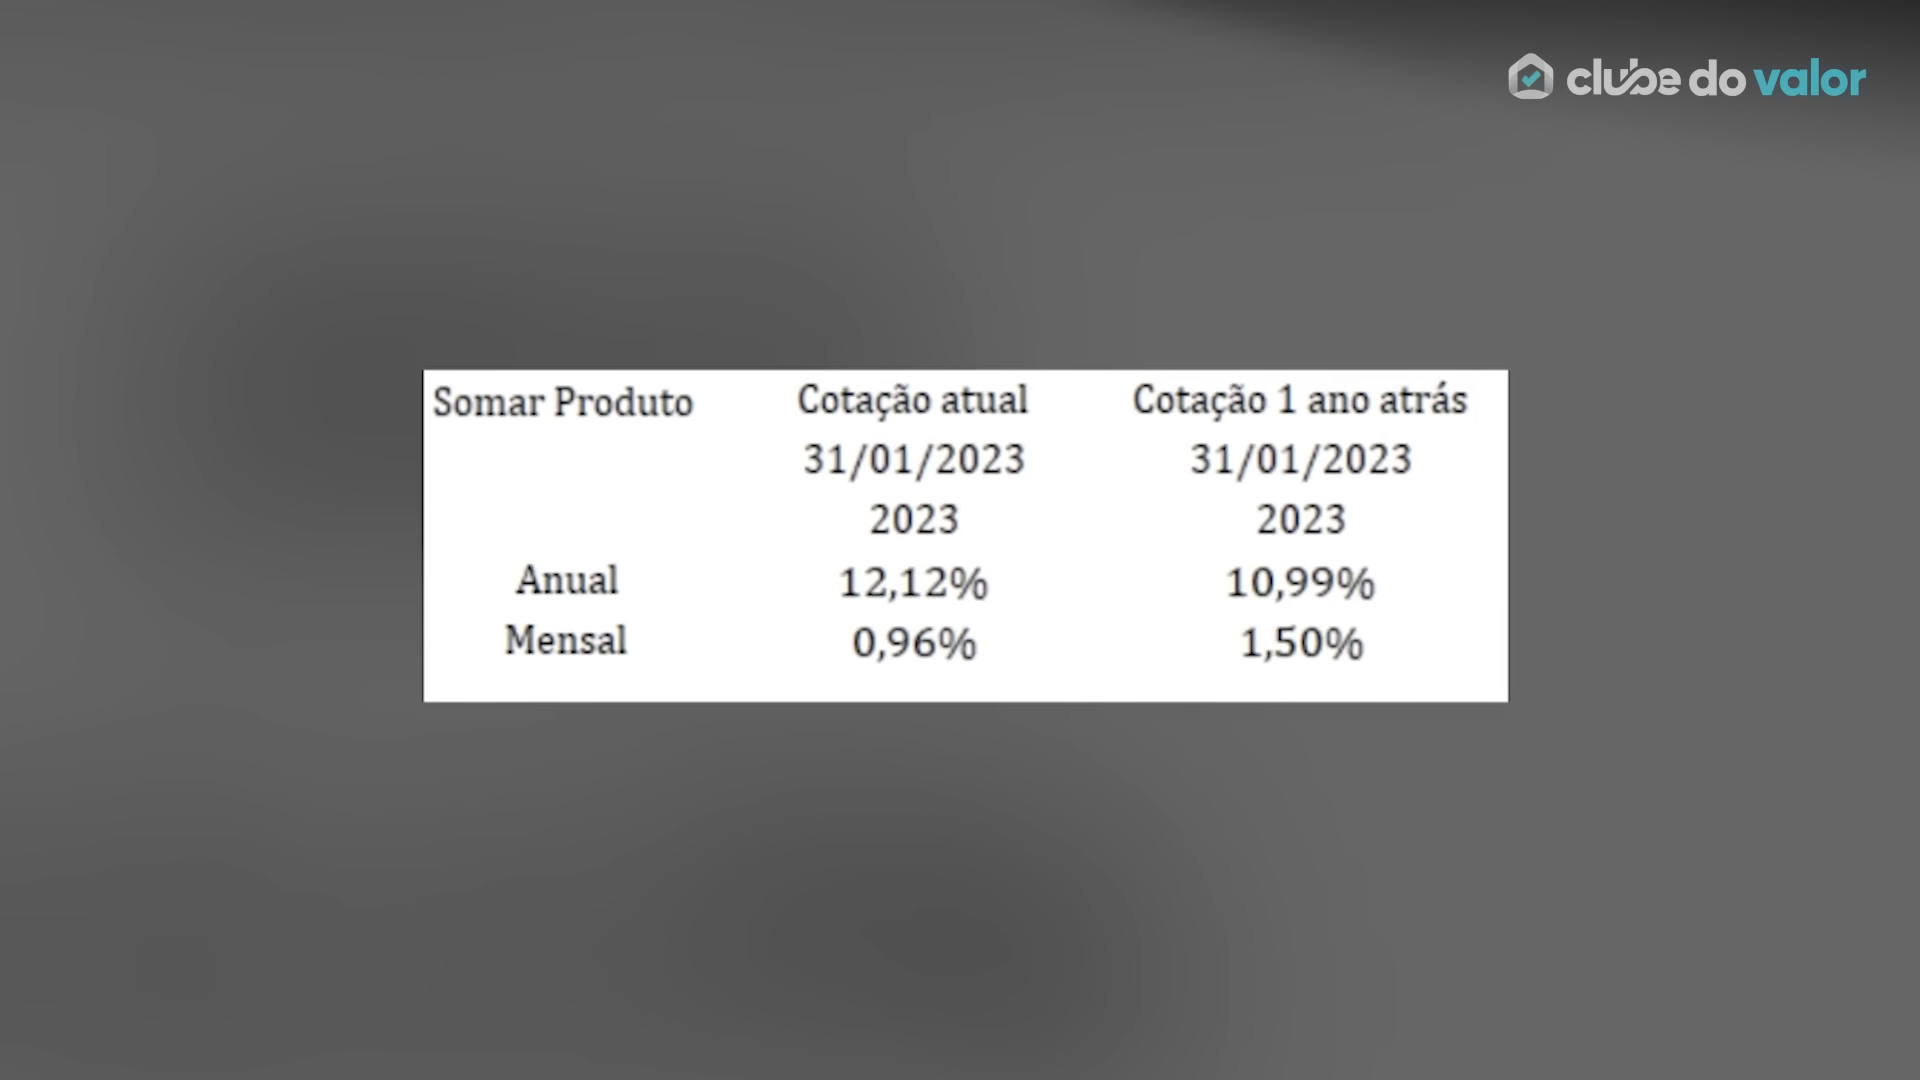 clube do valor
Somar Produto Cotação atual Cotação 1 ano atrás
31/01/2023 31/01/2023
2023 2023
Anual 12,12% 10,99%
Mensal 0,96% 1,50%